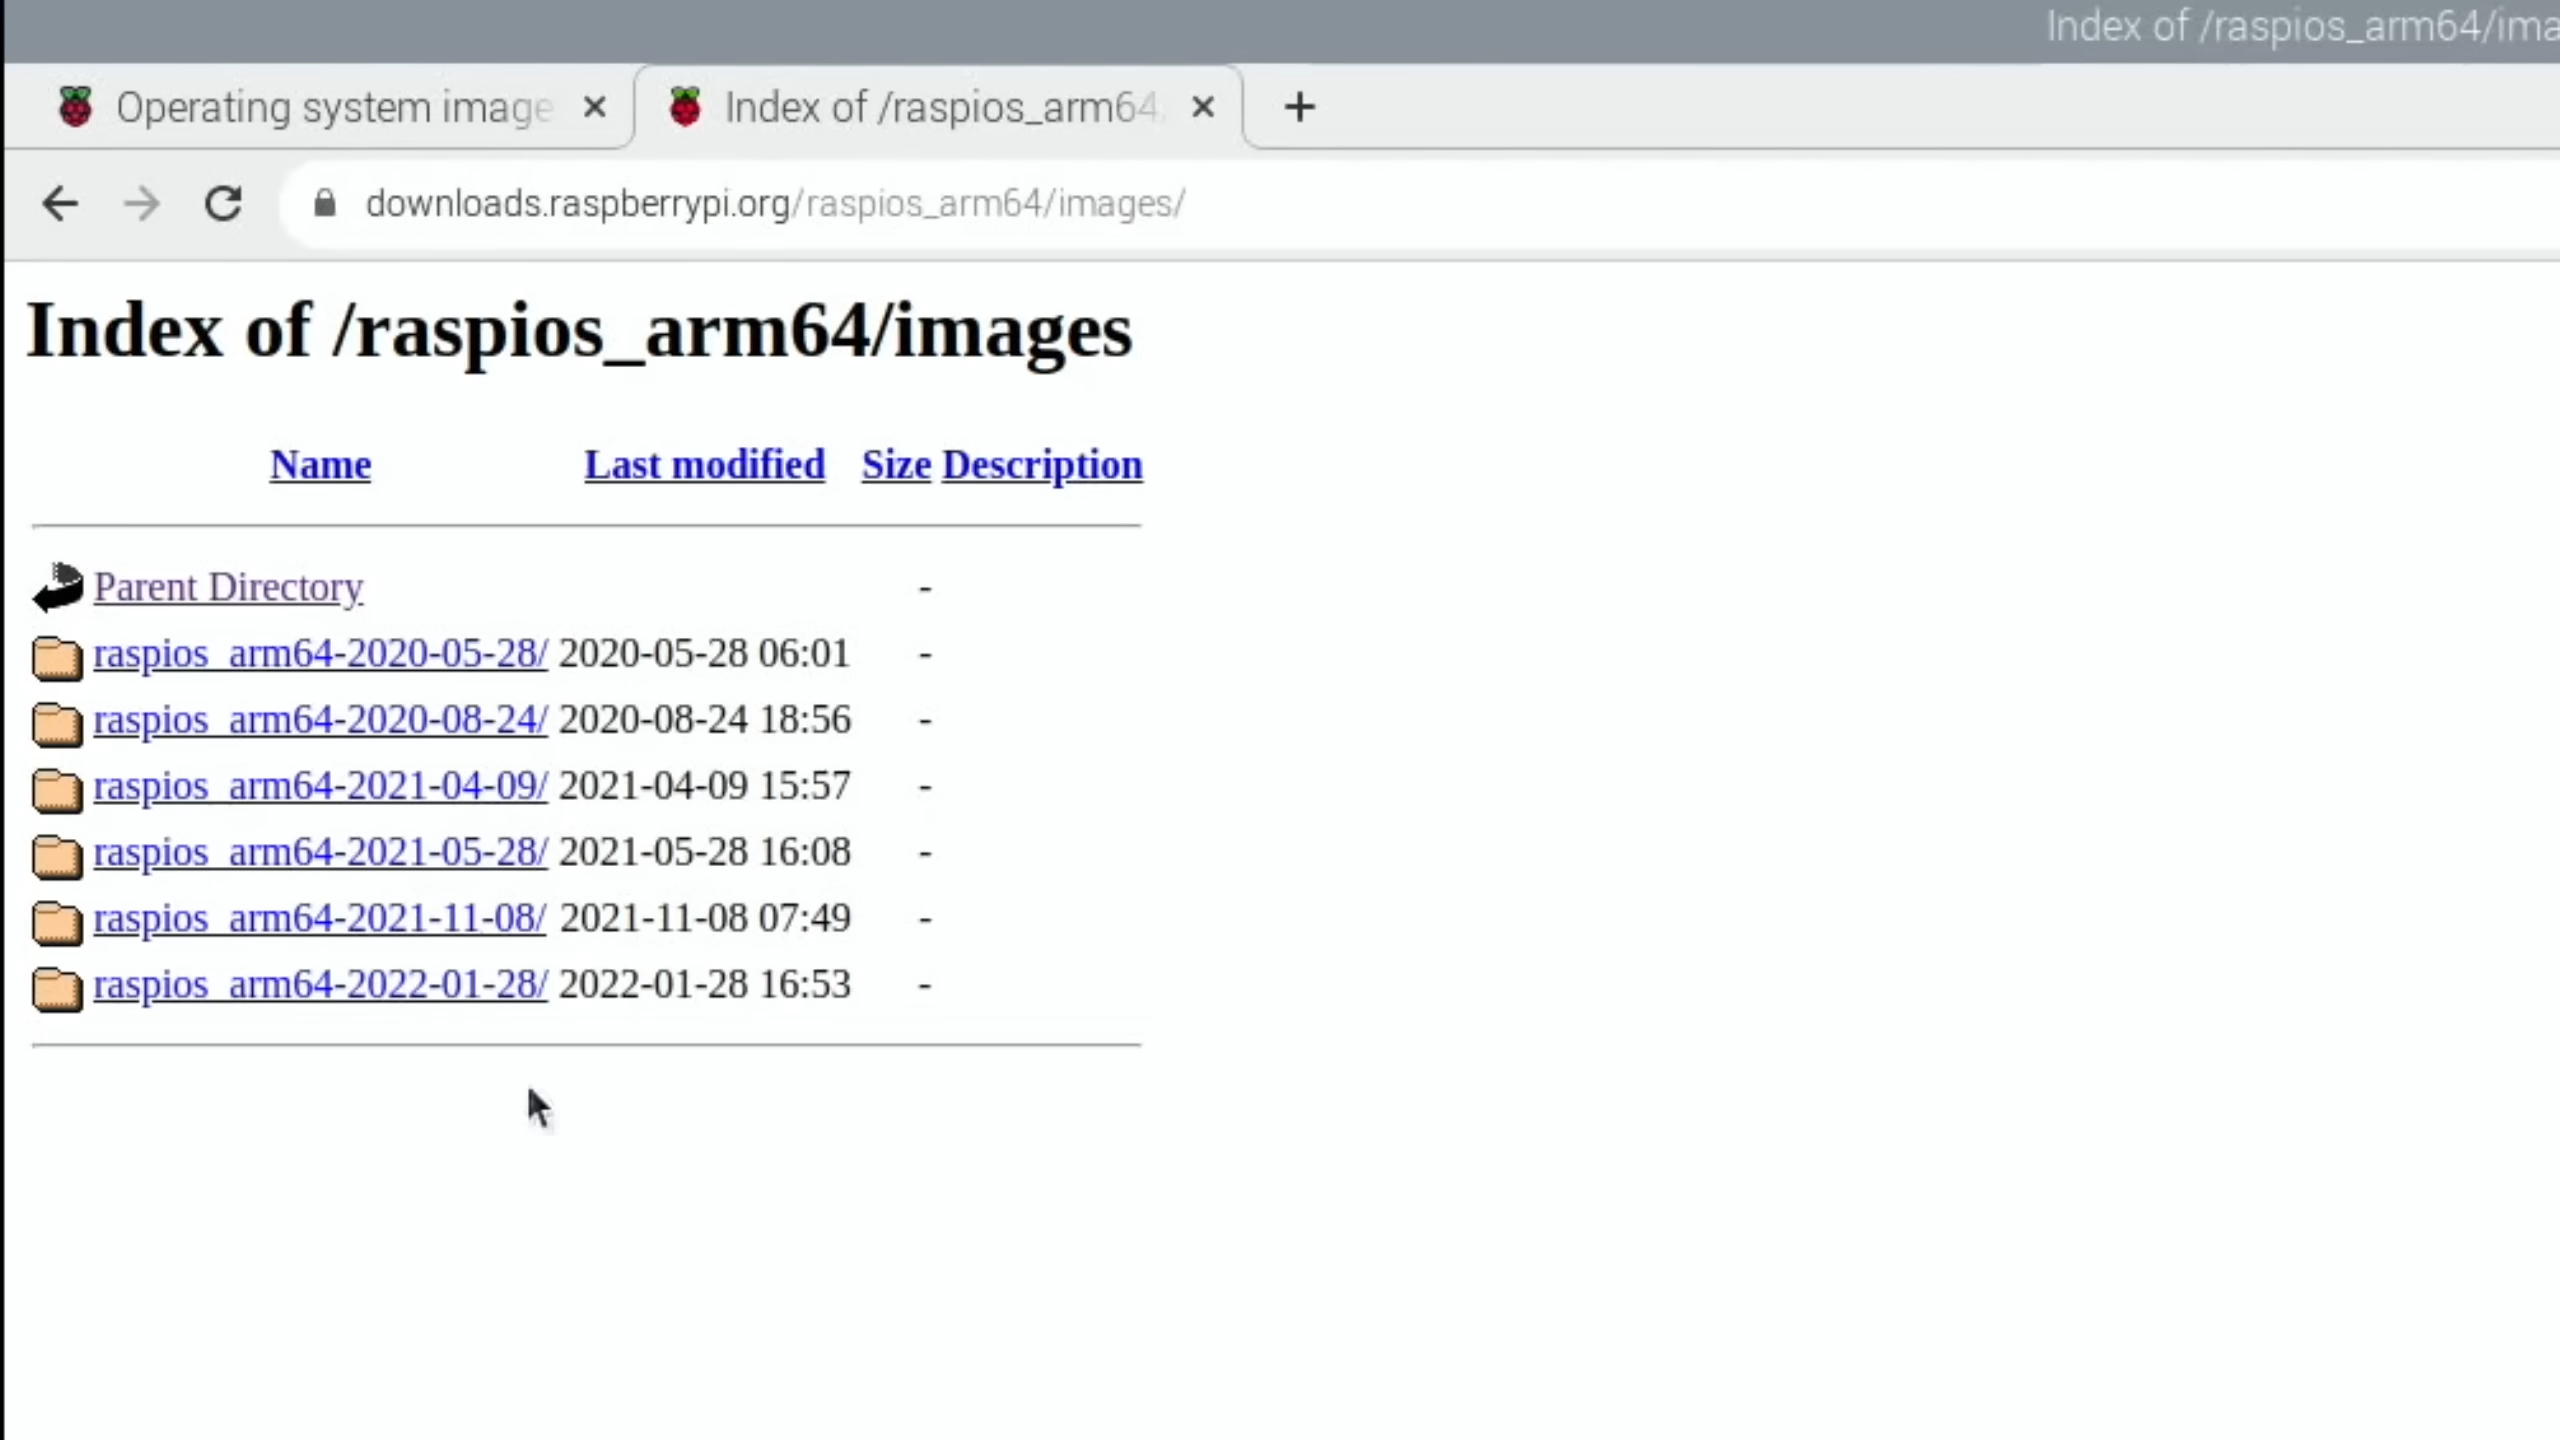 Index of /raspios_arm64/ima
Operating system image
Index of /raspios_arm64
downloads.raspberrypi.org/raspios_arm64/images/
Index of /raspios_arm64/images
Name Last modified Size Description
Parent Directory -
raspios_arm64-2020-05-28/ 2020-05-28 06:01 -
raspios_arm64-2020-08-24/ 2020-08-24 18:56 -
raspios_arm64-2021-04-09/ 2021-04-09 15:57 -
raspios_arm64-2021-05-28/ 2021-05-28 16:08 -
raspios_arm64-2021-11-08/ 2021-11-08 07:49 -
raspios_arm64-2022-01-28/ 2022-01-28 16:53 -